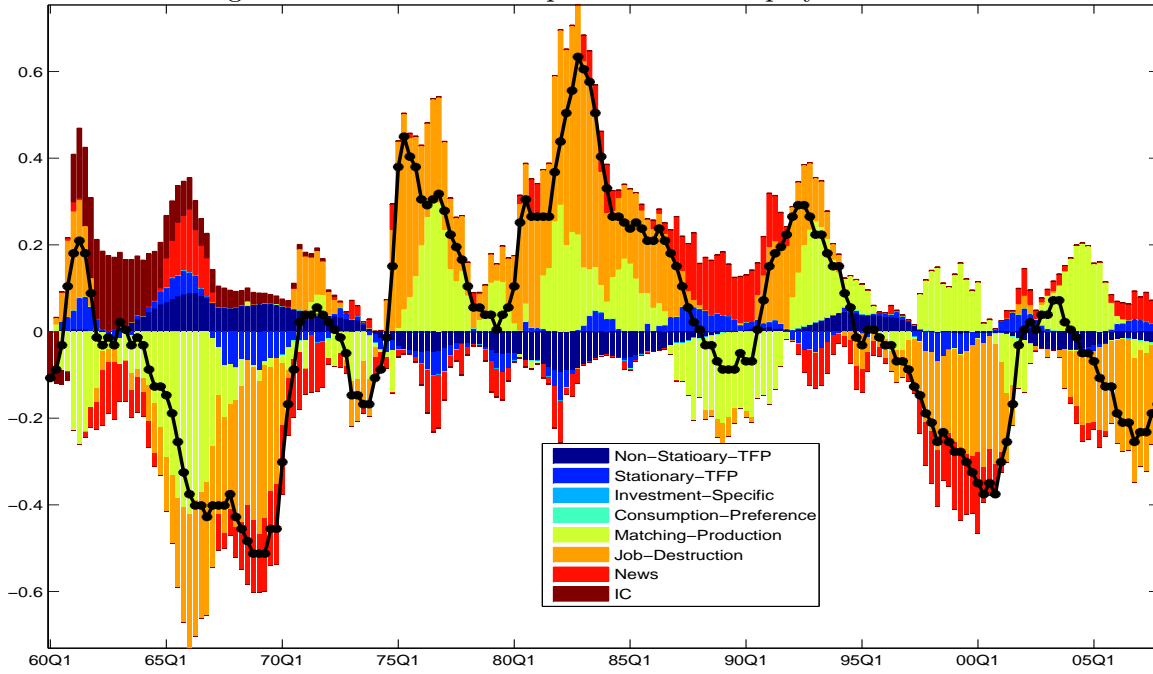 0.6
0.4
0.2
0
−0.2
−0.4
−0.6
60Q1 65Q1 70Q1 75Q1 80Q1 85Q1 90Q1 95Q1 00Q1 05Q1
Non−Statioary−TFP
Stationary−TFP
Investment−Specific
Consumption−Preference
Matching−Production
Job−Destruction
News
IC